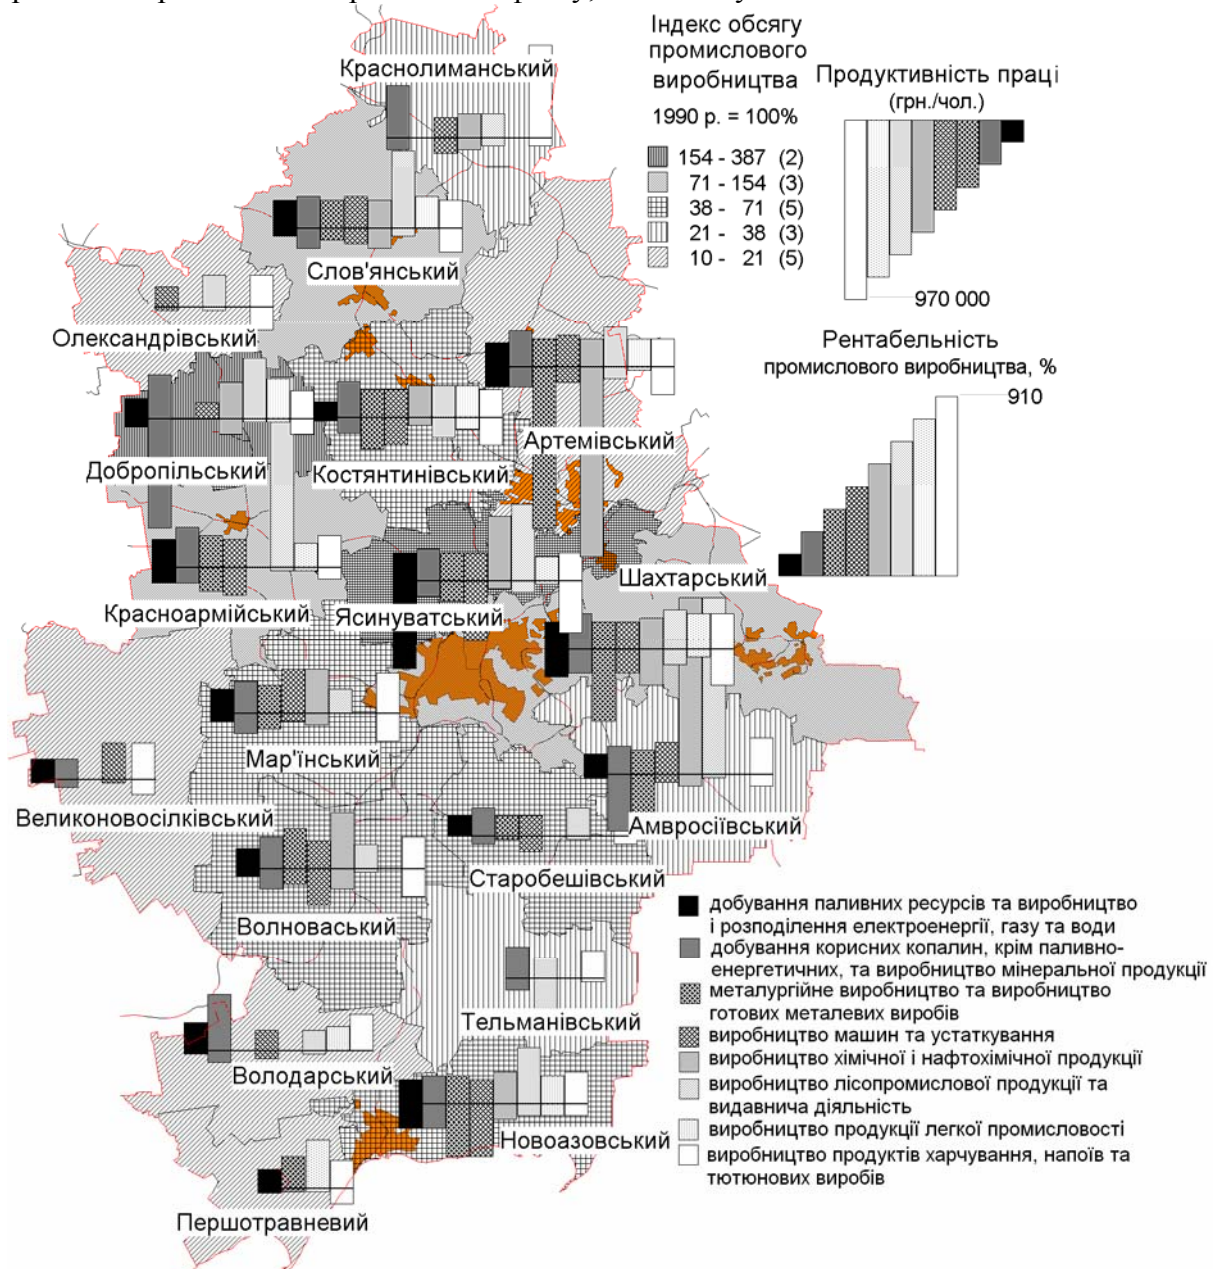 Індекс обсягу
промислового
виробництва
1990 р. = 100%
154 - 387 (2)
71 - 154 (3)
38 - 71 (5)
21 - 38 (3)
10 - 21 (5)
Продуктивність праці
(грн./чол.)
970 000
Рентабельність
промислового виробництва, %
910
Краснолиманський
Слов'янський
Олександрівський
Артемівський
Добропільський
Костянтинівський
Шахтарський
Красноармійський
Ясинуватський
Мар'їнський
Великоновосілківський
Амвросіївський
Старобешівський
Волноваський
Тельманівський
Володарський
Новоазовський
Першотравневий
добування паливних ресурсів та виробництво
і розподілення електроенергії, газу та води
добування корисних копалин, крім паливно-
енергетичних, та виробництво мінеральної продукції
металургійне виробництво та виробництво
готових металевих виробів
виробництво машин та устаткування
виробництво хімічної і нафтохімічної продукції
виробництво лісопромислової продукції та
видавнича діяльність
виробництво продукції легкої промисловості
виробництво продуктів харчування, напоїв та
тютюнових виробів